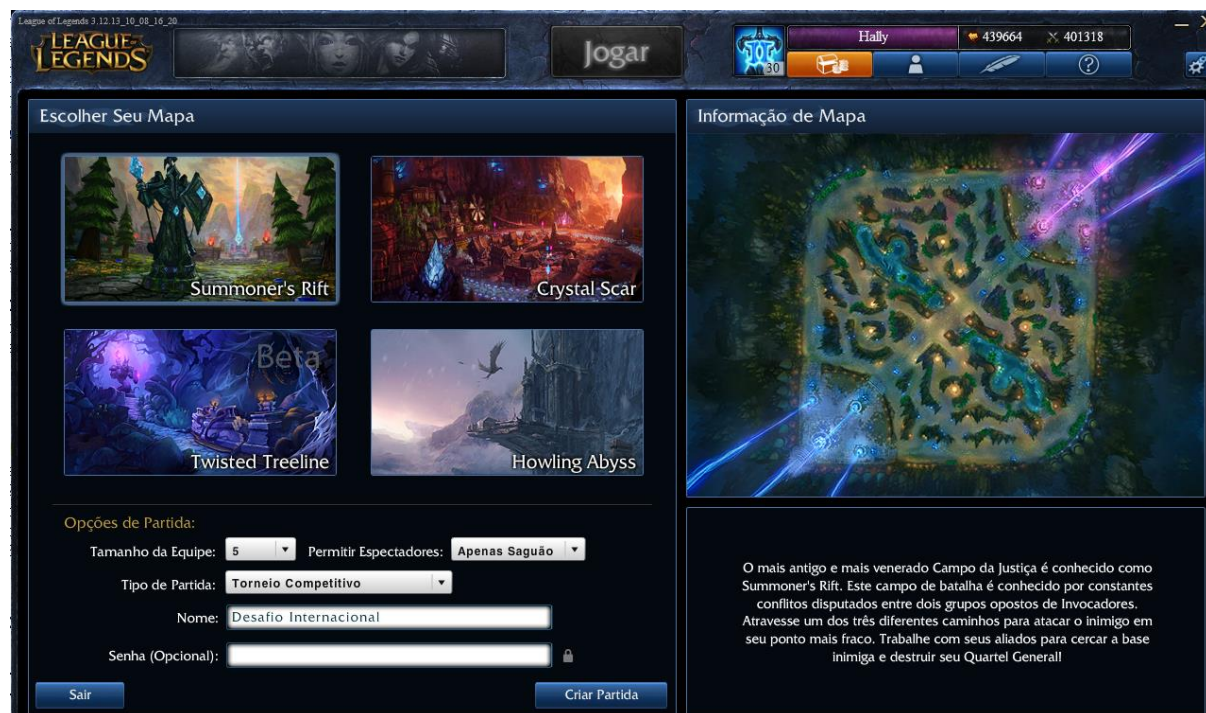 League of Legends 3.12.13_10_08_16_20
LEAGUE OF LEGENDS
Jogar
30
Hally
439664
401318
Escolher Seu Mapa
Summoner's Rift
Crystal Scar
Beta
Twisted Treeline
Howling Abyss
Opções de Partida:
Tamanho da Equipe: 5 Permitir Espectadores: Apenas Saguão
Tipo de Partida: Torneio Competitivo
Nome: Desafio Internacional
Senha (Opcional):
Sair
Criar Partida
Informação de Mapa
O mais antigo e mais venerado Campo da Justiça é conhecido como
Summoner's Rift. Este campo de batalha é conhecido por constantes
conflitos disputados entre dois grupos opostos de Invocadores.
Atravesse um dos três diferentes caminhos para atacar o inimigo em
seu ponto mais fraco. Trabalhe com seus aliados para cercar a base
inimiga e destruir seu Quartel General!